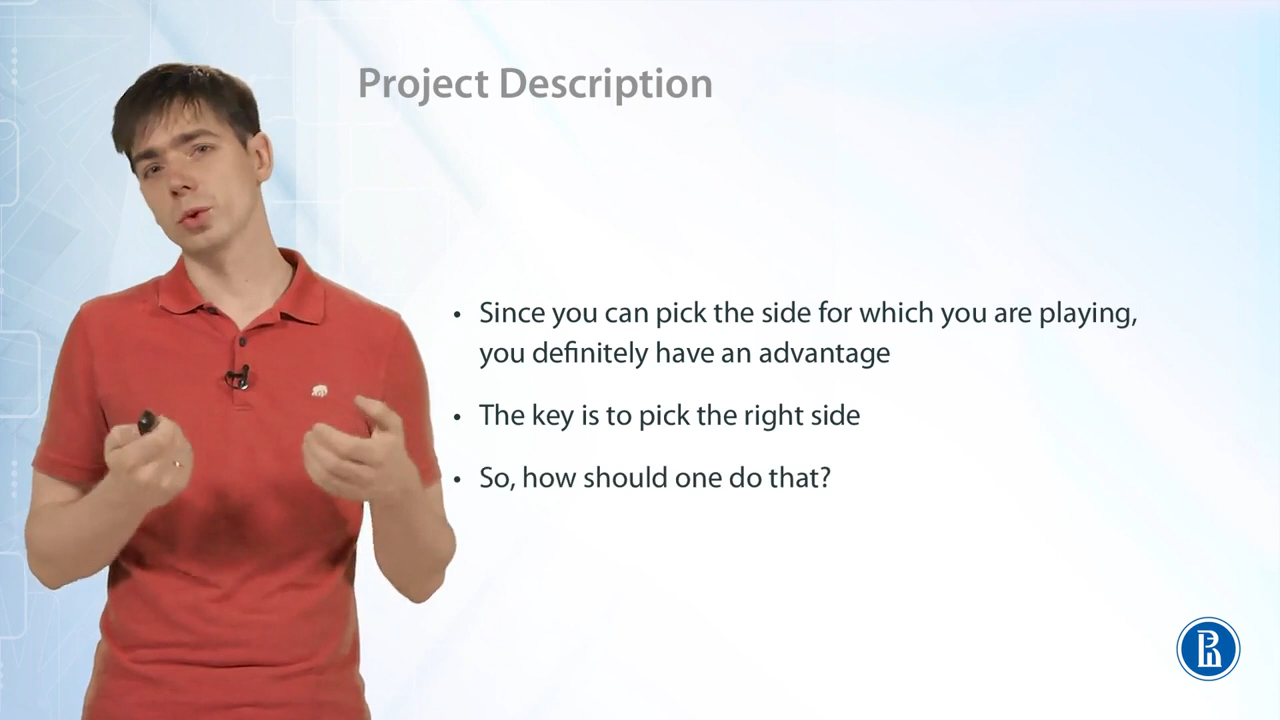 Project Description
• Since you can pick the side for which you are playing,
you definitely have an advantage
• The key is to pick the right side
• So, how should one do that?